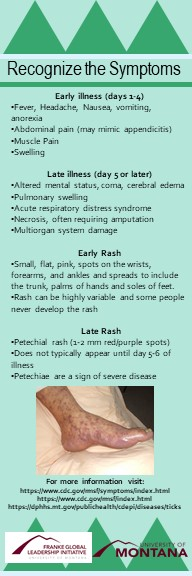 Recognize the Symptoms
Early illness (days 1-4)
•Fever, Headache, Nausea, vomiting,
anorexia
•Abdominal pain (may mimic appendicitis)
•Muscle Pain
•Swelling
Late illness (day 5 or later)
•Altered mental status, coma, cerebral edema
•Pulmonary swelling
•Acute respiratory distress syndrome
•Necrosis, often requiring amputation
•Multiorgan system damage
Early Rash
•Small, flat, pink, spots on the wrists,
forearms, and ankles and spreads to include
the trunk, palms of hands and soles of feet.
•Rash can be highly variable and some people
never develop the rash
Late Rash
•Petechial rash (1-2 mm red/purple spots)
•Does not typically appear until day 5-6 of
illness
•Petechiae are a sign of severe disease
For more information visit:
https://www.cdc.gov/rmsf/symptoms/index.html
https://www.cdc.gov/rmsf/index.html
https://dphhs.mt.gov/publichealth/cdepi/diseases/ticks
FRANKE GLOBAL
LEADERSHIP INITIATIVE
UNIVERSITY OF MONTANA
UNIVERSITY OF
MONTANA